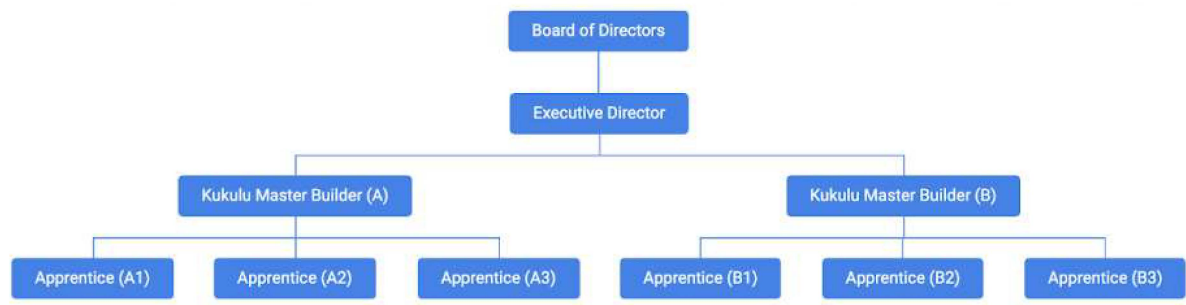 Board of Directors
Executive Director
Kukulu Master Builder (A)
Kukulu Master Builder (B)
Apprentice (A1)
Apprentice (A2)
Apprentice (A3)
Apprentice (B1)
Apprentice (B2)
Apprentice (B3)